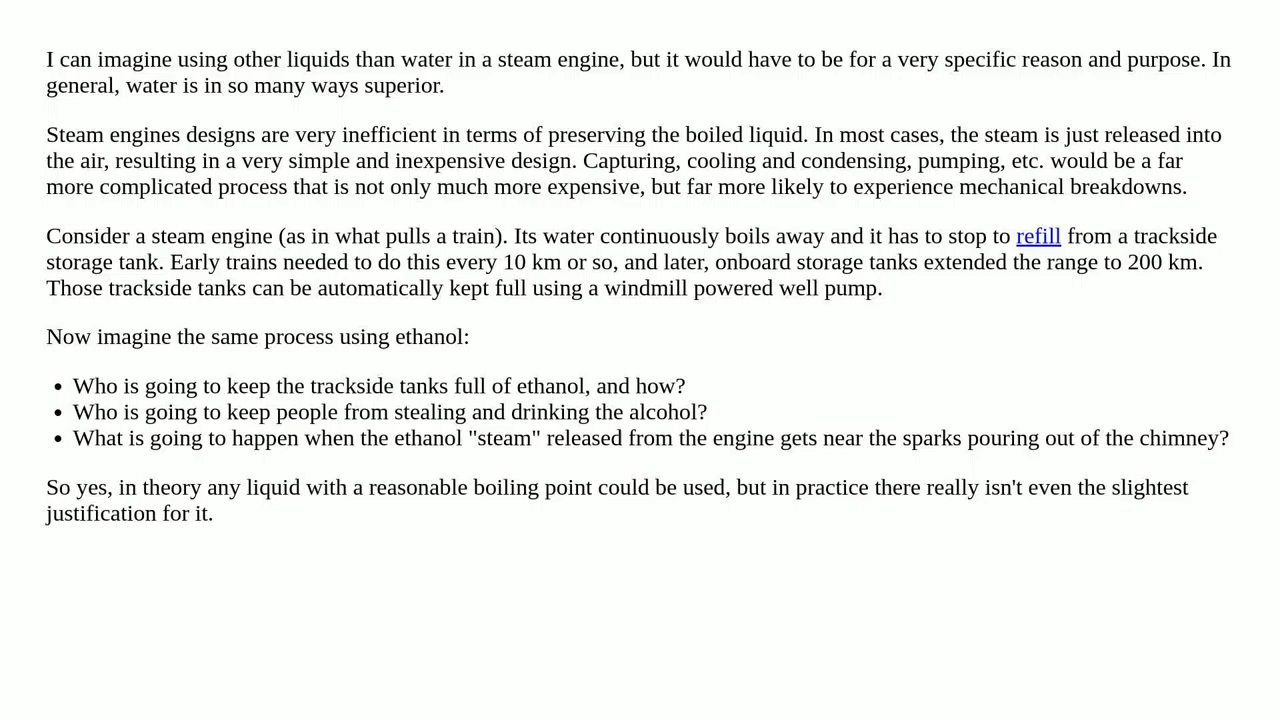 I can imagine using other liquids than water in a steam engine, but it would have to be for a very specific reason and purpose. In
general, water is in so many ways superior.
Steam engines designs are very inefficient in terms of preserving the boiled liquid. In most cases, the steam is just released into
the air, resulting in a very simple and inexpensive design. Capturing, cooling and condensing, pumping, etc. would be a far
more complicated process that is not only much more expensive, but far more likely to experience mechanical breakdowns.
Consider a steam engine (as in what pulls a train). Its water continuously boils away and it has to stop to refill from a trackside
storage tank. Early trains needed to do this every 10 km or so, and later, onboard storage tanks extended the range to 200 km.
Those trackside tanks can be automatically kept full using a windmill powered well pump.
Now imagine the same process using ethanol:
• Who is going to keep the trackside tanks full of ethanol, and how?
• Who is going to keep people from stealing and drinking the alcohol?
• What is going to happen when the ethanol "steam" released from the engine gets near the sparks pouring out of the chimney?
So yes, in theory any liquid with a reasonable boiling point could be used, but in practice there really isn't even the slightest
justification for it.